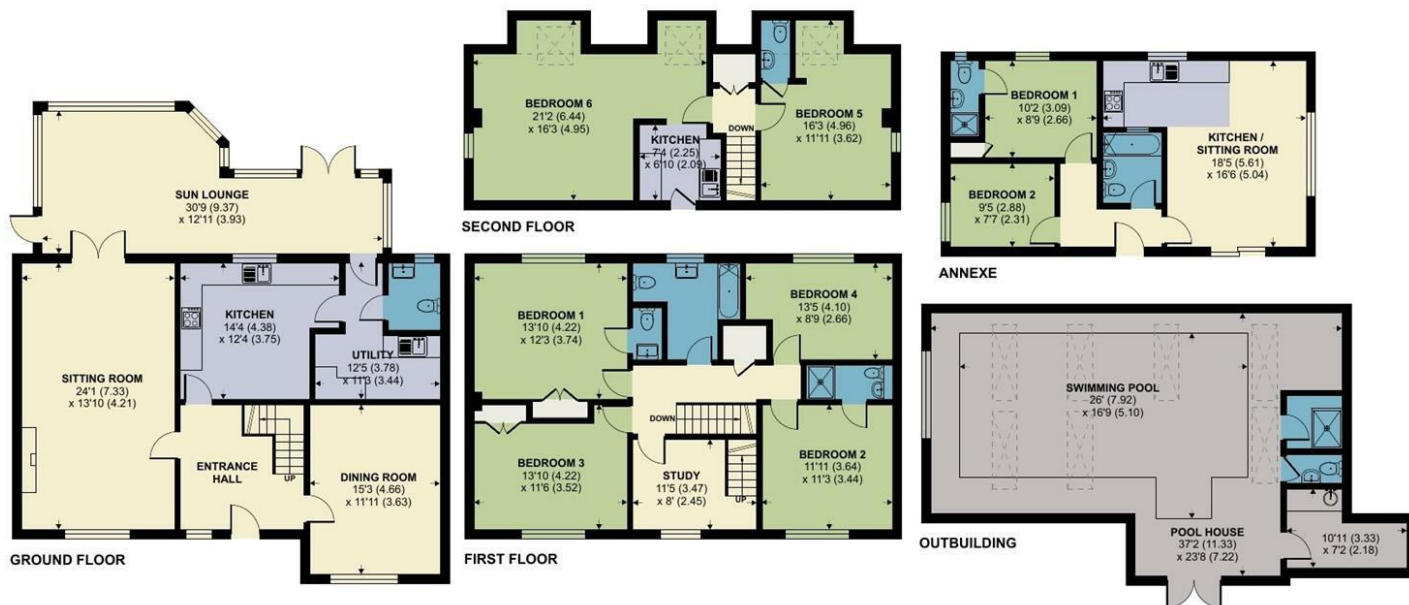 SUN LOUNGE
30'9 (9.37)
x 12'11 (3.93)
SITTING ROOM
24'1 (7.33)
x 13'10 (4.21)
KITCHEN
14'4 (4.38)
x 12'4 (3.75)
UTILITY
12'5 (3.78)
x 11'3 (3.44)
ENTRANCE
HALL
UP
DINING ROOM
15'3 (4.66)
x 11'11 (3.63)
GROUND FLOOR
BEDROOM 6
21'2 (6.44)
x 16'3 (4.95)
KITCHEN
7'4 (2.25)
x 6'10 (2.09)
DOWN
BEDROOM 5
16'3 (4.96)
x 11'11 (3.62)
SECOND FLOOR
BEDROOM 1
13'10 (4.22)
x 12'3 (3.74)
BEDROOM 4
13'5 (4.10)
x 8'9 (2.66)
DOWN
BEDROOM 3
13'10 (4.22)
x 11'6 (3.52)
STUDY
11'5 (3.47)
x 8' (2.45)
UP
BEDROOM 2
11'11 (3.64)
x 11'3 (3.44)
FIRST FLOOR
BEDROOM 1
10'2 (3.09)
x 8'9 (2.66)
KITCHEN /
SITTING ROOM
18'5 (5.61)
x 16'6 (5.04)
BEDROOM 2
9'5 (2.88)
x 7'7 (2.31)
ANNEXE
SWIMMING POOL
26' (7.92)
x 16'9 (5.10)
POOL HOUSE
37'2 (11.33)
x 23'8 (7.22)
10'11 (3.33)
x 7'2 (2.18)
OUTBUILDING